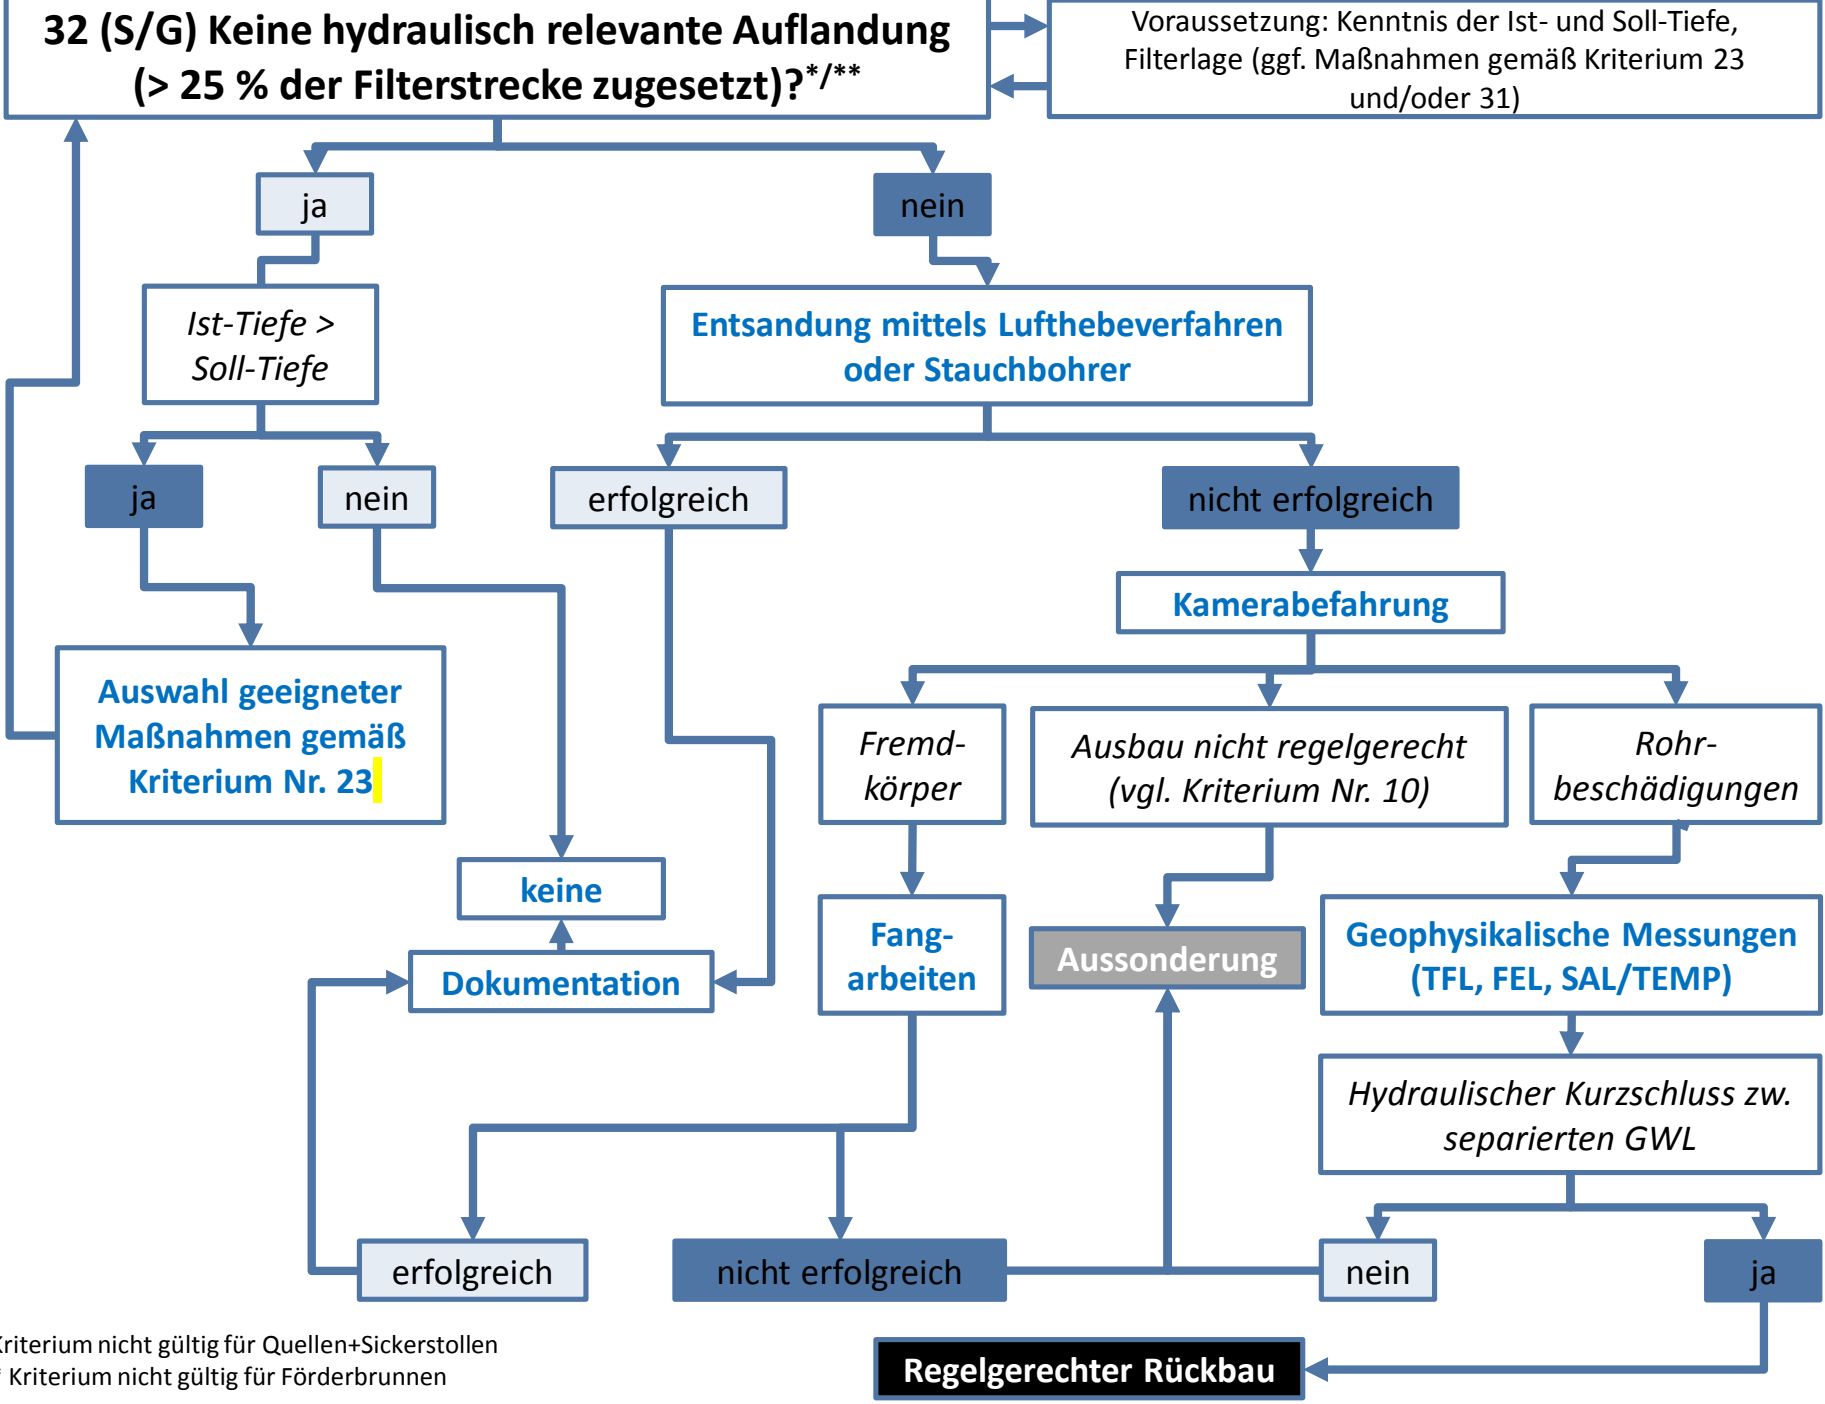 32 (S/G) Keine hydraulisch relevante Auflandung
(> 25 % der Filterstrecke zugesetzt)?*/**
Voraussetzung: Kenntnis der Ist- und Soll-Tiefe,
Filterlage (ggf. Maßnahmen gemäß Kriterium 23
und/oder 31)
ja
nein
Ist-Tiefe >
Soll-Tiefe
Entsandung mittels Lufthebeverfahren
oder Stauchbohrer
ja
nein
erfolgreich
nicht erfolgreich
Kamerabefahrung
Auswahl geeigneter
Maßnahmen gemäß
Kriterium Nr. 23
Fremd-
körper
Ausbau nicht regelgerecht
(vgl. Kriterium Nr. 10)
Rohr-
beschädigungen
keine
Dokumentation
Fang-
arbeiten
Aussonderung
Geophysikalische Messungen
(TFL, FEL, SAL/TEMP)
Hydraulischer Kurzschluss zw.
separierten GWL
erfolgreich
nicht erfolgreich
nein
ja
Kriterium nicht gültig für Quellen+Sickerstollen
* Kriterium nicht gültig für Förderbrunnen
Regelgerechter Rückbau